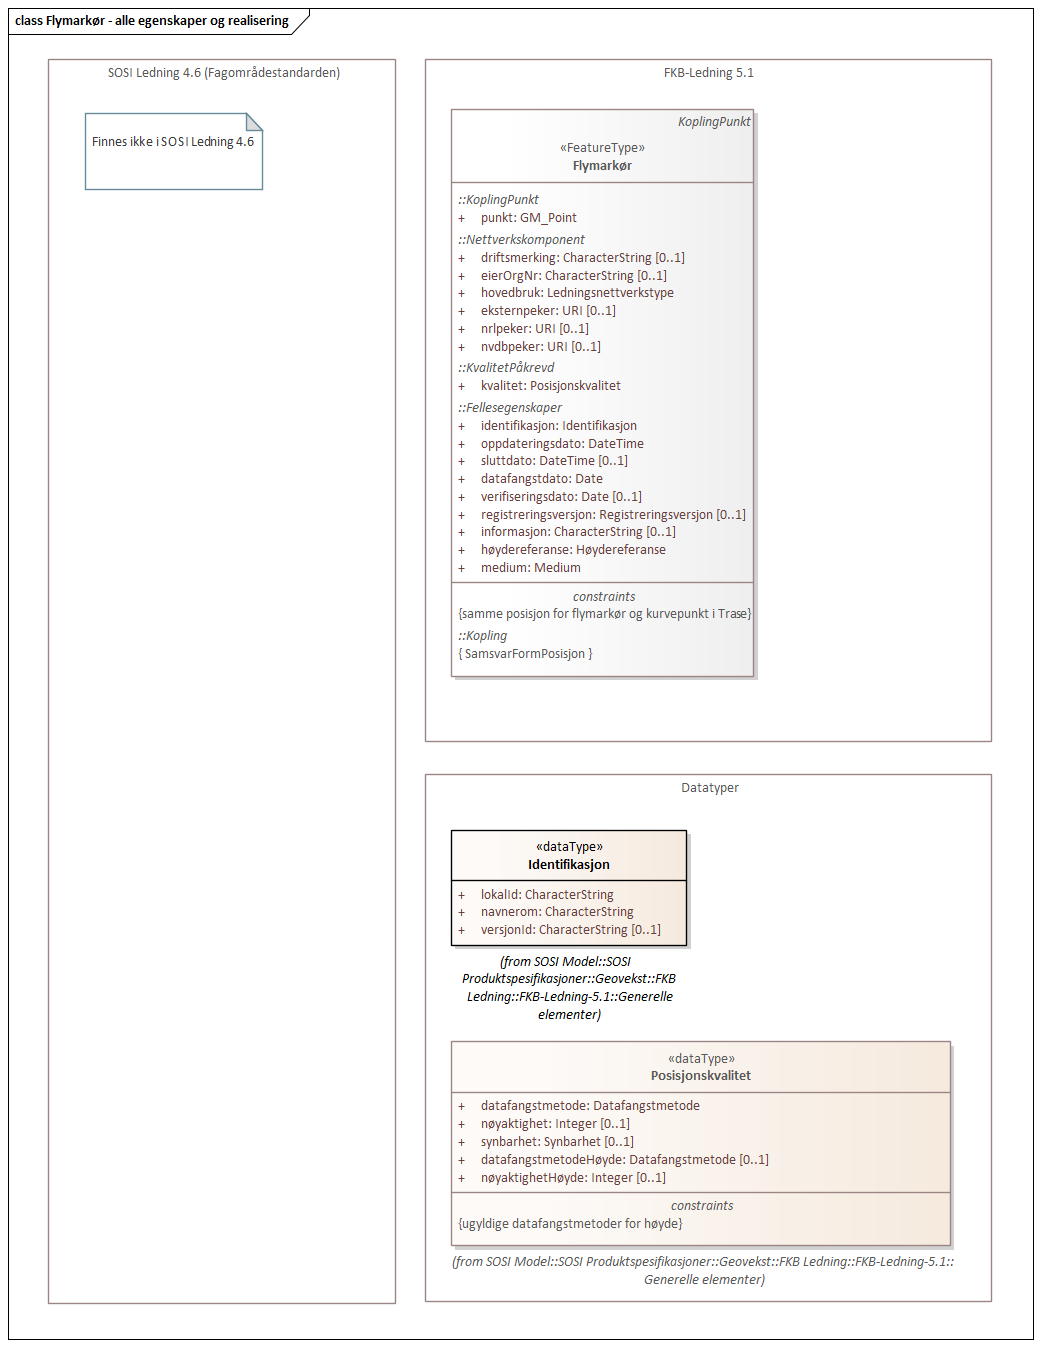 class Flymarkør - alle egenskaper og realisering
SOSI Ledning 4.6 (Fagområdestandarden)
Finnes ikke i SOSI Ledning 4.6
FKB-Ledning 5.1
KoplingPunkt
«FeatureType»
Flymarkør
::KoplingPunkt
+ punkt: GM_Point
::Nettverkskomponent
+ driftsmerking: CharacterString [0..1]
+ eierOrgNr: CharacterString [0..1]
+ hovedbruk: Ledningsnettverkstype
+ eksternpeker: URI [0..1]
+ nrlpeker: URI [0..1]
+ nvdbpeker: URI [0..1]
::KvalitetPåkrevd
+ kvalitet: Posisjonskvalitet
::Fellesegenskaper
+ identifikasjon: Identifikasjon
+ oppdateringsdato: DateTime
+ sluttdato: DateTime [0..1]
+ datafangstdato: Date
+ verifiseringsdato: Date [0..1]
+ registreringsversjon: Registreringsversjon [0..1]
+ informasjon: CharacterString [0..1]
+ høydereferanse: Høydereferanse
+ medium: Medium
constraints
{samme posisjon for flymarkør og kurvepunkt i Trase}
::Kopling
{ SamsvarFormPosisjon }
Datatyper
«dataType»
Identifikasjon
+ lokalId: CharacterString
+ navnerom: CharacterString
+ versjonId: CharacterString [0..1]
(from SOSI Model::SOSI
Produktspesifikasjoner::Geovekst::FKB
Ledning::FKB-Ledning-5.1::Generelle
elementer)
«dataType»
Posisjonskvalitet
+ datafangstmetode: Datafangstmetode
+ nøyaktighet: Integer [0..1]
+ synbarhet: Synbarhet [0..1]
+ datafangstmetodeHøyde: Datafangstmetode [0..1]
+ nøyaktighetHøyde: Integer [0..1]
constraints
{ugyldige datafangstmetoder for høyde}
(from SOSI Model::SOSI Produktspesifikasjoner::Geovekst::FKB Ledning::FKB-Ledning-5.1::
Generelle elementer)